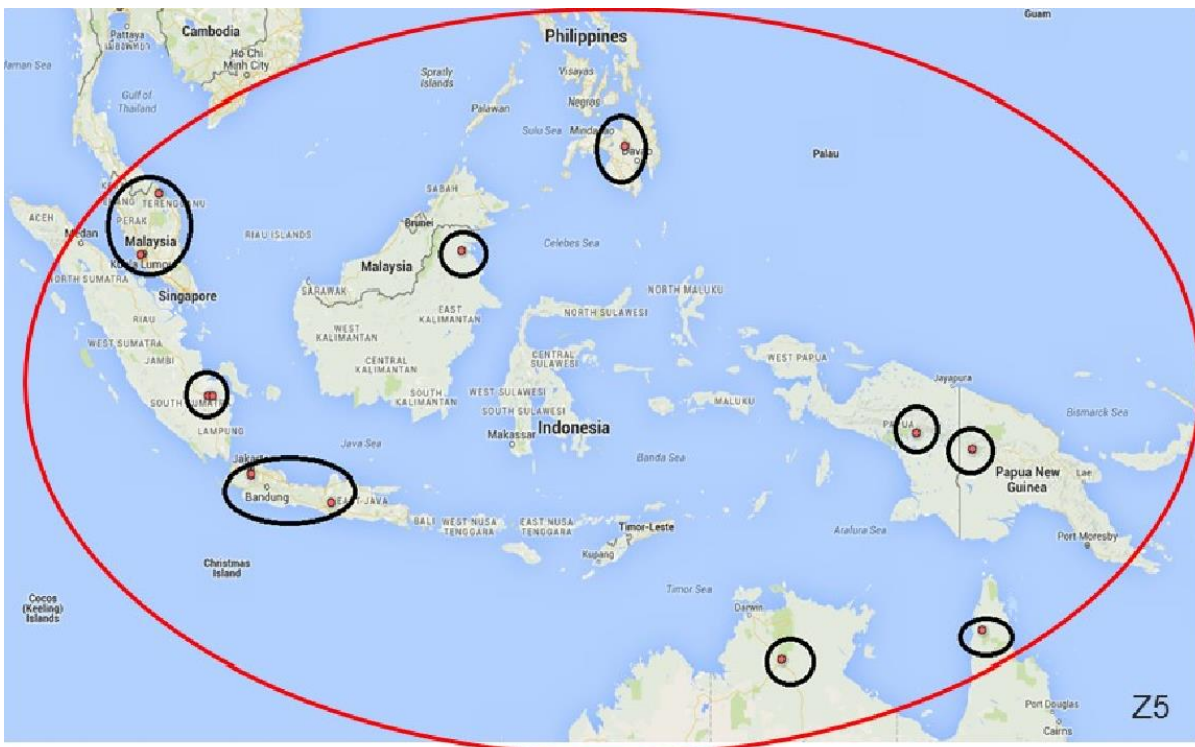 Guam
Pattaya
Cambodia
Philippines
Ho Chi
Minh City
Visayas
Spratly
Islands
Gulf of
Thailand
Negros
Palawan
Sulu Sea
Davao
Palau
SABAH
TERENGGANU
ACEH
PERAK
Medan
Brunei
RIAU ISLANDS
Malaysia
Celebes Sea
Kuala Lumpur
Malaysia
NORTH SUMATRA
SARAWAK
NORTH MALUKU
Singapore
EAST
KALIMANTAN
NORTH SULAWESI
RIAU
WEST
KALIMANTAN
WEST SUMATRA
CENTRAL
SULAWESI
WEST PAPUA
JAMBI
CENTRAL
KALIMANTAN
Jayapura
SOUTH
KALIMANTAN
WEST SULAWESI
MALUKU
SOUTH SUMATRA
SOUTH SULAWESI
Bismarck Sea
PAPUA
LAMPUNG
Indonesia
Java Sea
Makassar
Banda Sea
Jakarta
Papua New
Guinea
Lae
Bandung
EAST JAVA
BALI
WEST NUSA
TENGGARA
EAST NUSA
TENGGARA
Timor-Leste
Arafura Sea
Port Moresby
Kupang
Christmas
Island
Timor Sea
Cocos
(Keeling)
Islands
Darwin
Port Douglas
Cairns
Z5